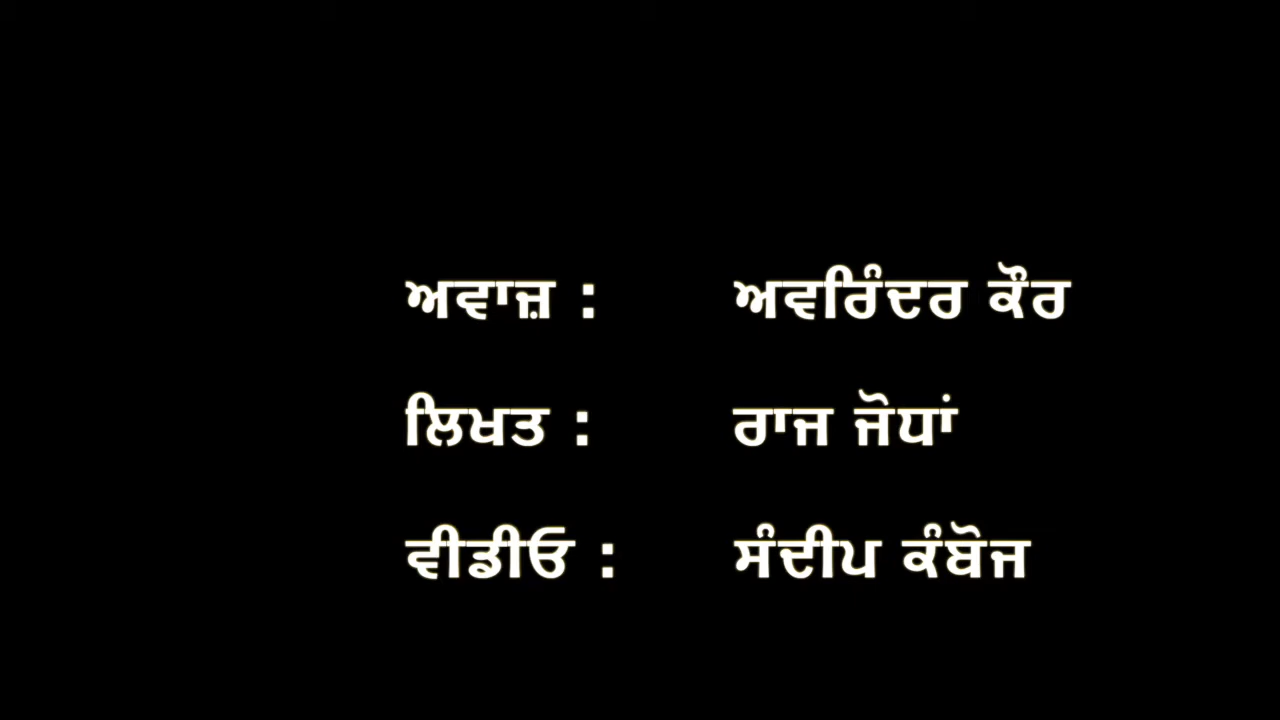 ਅਵਾਜ਼ : ਅਵਰਿੰਦਰ ਕੌਰ
ਲਿਖਤ : ਰਾਜ ਜੋਧਾਂ
ਵੀਡੀਓ : ਸੰਦੀਪ ਕੰਬੋਜ